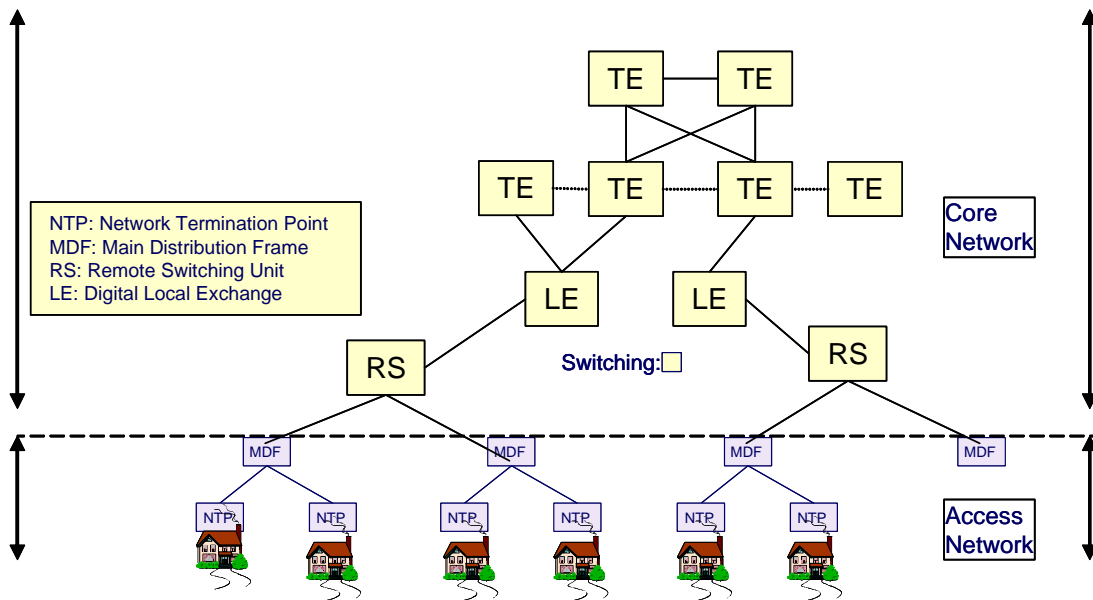 TE TE
TE TE TE TE
NTP: Network Termination Point
MDF: Main Distribution Frame
RS: Remote Switching Unit
LE: Digital Local Exchange
Core
Network
LE LE
RS Switching: RS
MDF MDF MDF MDF
NTP NTP NTP NTP NTP NTP
Access
Network